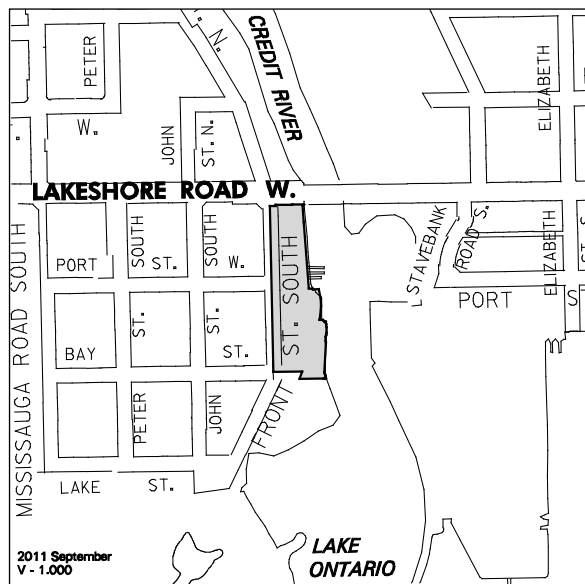 PETER
W.
. N.
CREDIT RIVER
JOHN
ST. N.
ELIZABETH
LAKESHORE ROAD W.
MISSISSAUGA ROAD SOUTH
PORT
SOUTH
ST.
SOUTH
W.
ST. SOUTH
STAVEBANK
ROAD S.
ELIZABETH
PORT
S
BAY
ST.
ST.
ST.
PETER
JOHN
FRONT
LAKE
ST.
2011 September
V - 1.000
LAKE
ONTARIO